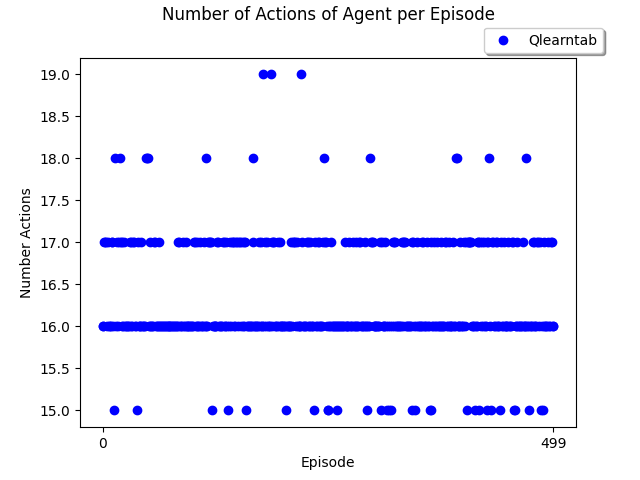 Number of Actions of Agent per Episode
Qlearntab
19.0
18.5
18.0
17.5
17.0
16.5
16.0
15.5
15.0
Number Actions
0
499
Episode